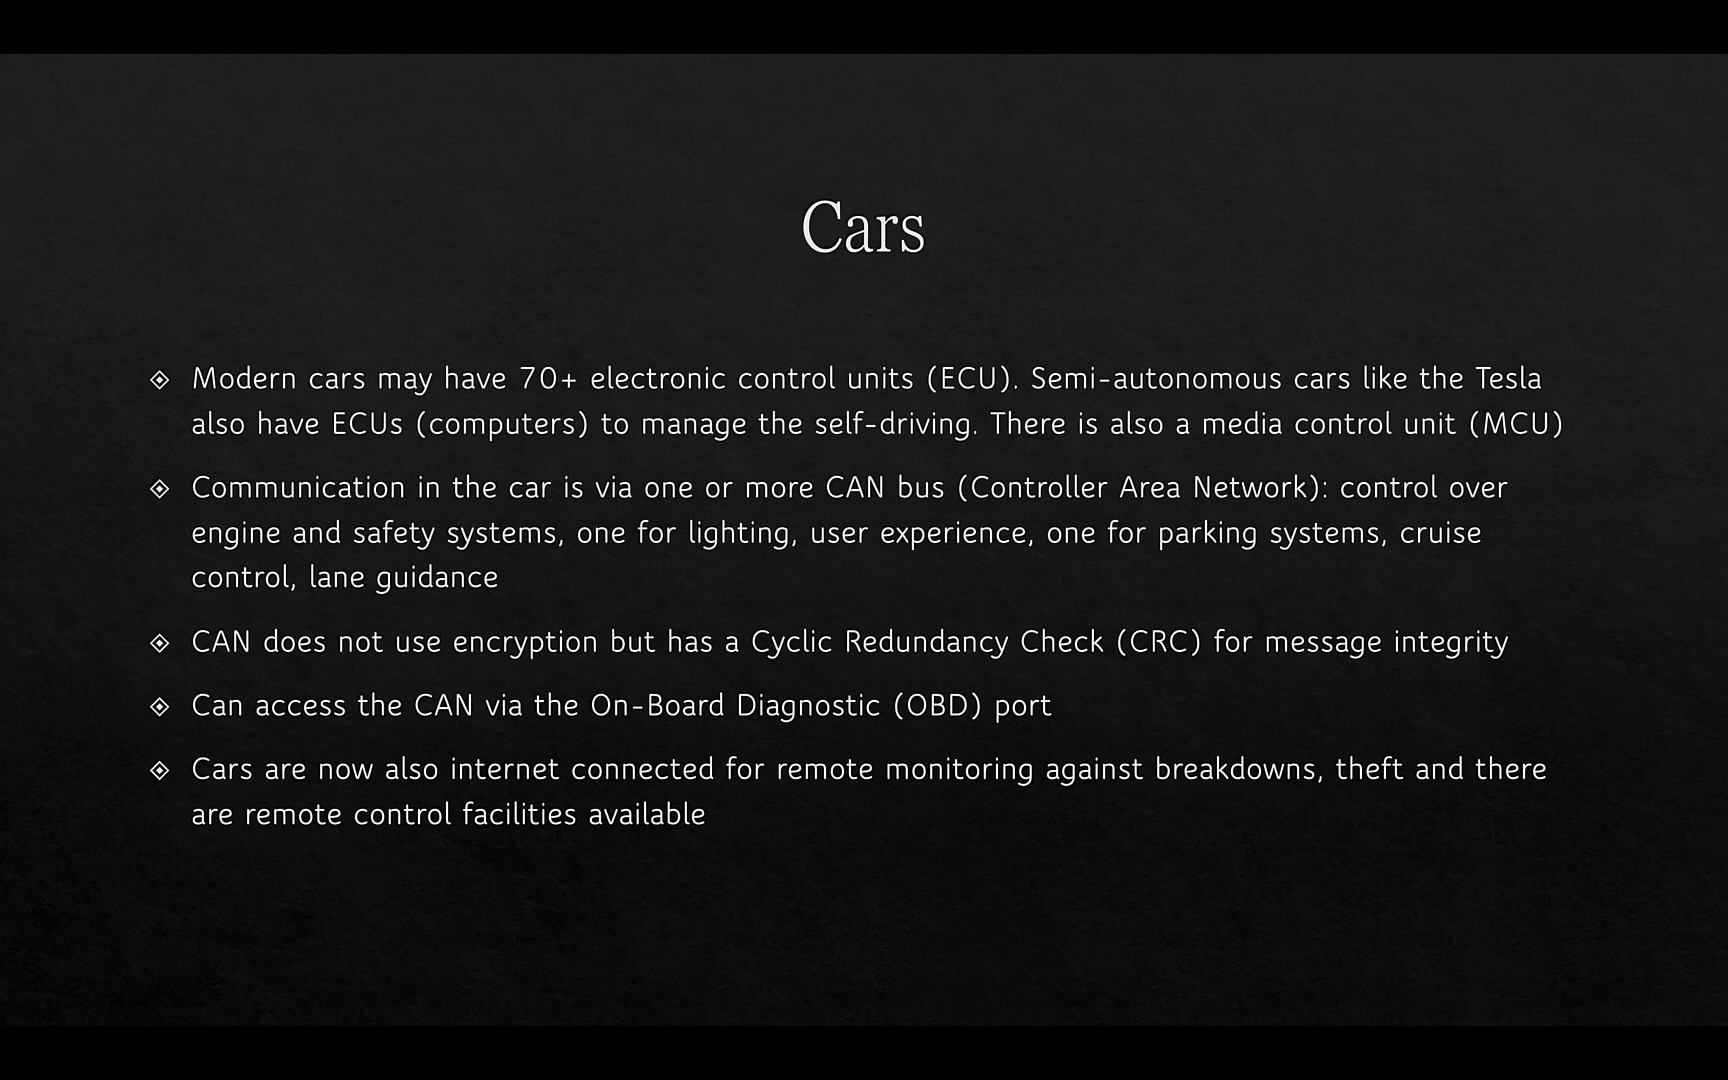 Cars
Modern cars may have 70+ electronic control units (ECU). Semi-autonomous cars like the Tesla
also have ECUs (computers) to manage the self-driving. There is also a media control unit (MCU)
Communication in the car is via one or more CAN bus (Controller Area Network): control over
engine and safety systems, one for lighting, user experience, one for parking systems, cruise
control, lane guidance
CAN does not use encryption but has a Cyclic Redundancy Check (CRC) for message integrity
Can access the CAN via the On-Board Diagnostic (OBD) port
Cars are now also internet connected for remote monitoring against breakdowns, theft and there
are remote control facilities available